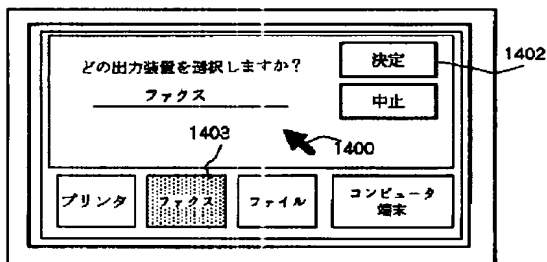 どの出力装置を選択しますか?
ファクス
決定
中止
1402
1403
1400
プリンタ
ファクス
ファイル
コンピュータ
端末